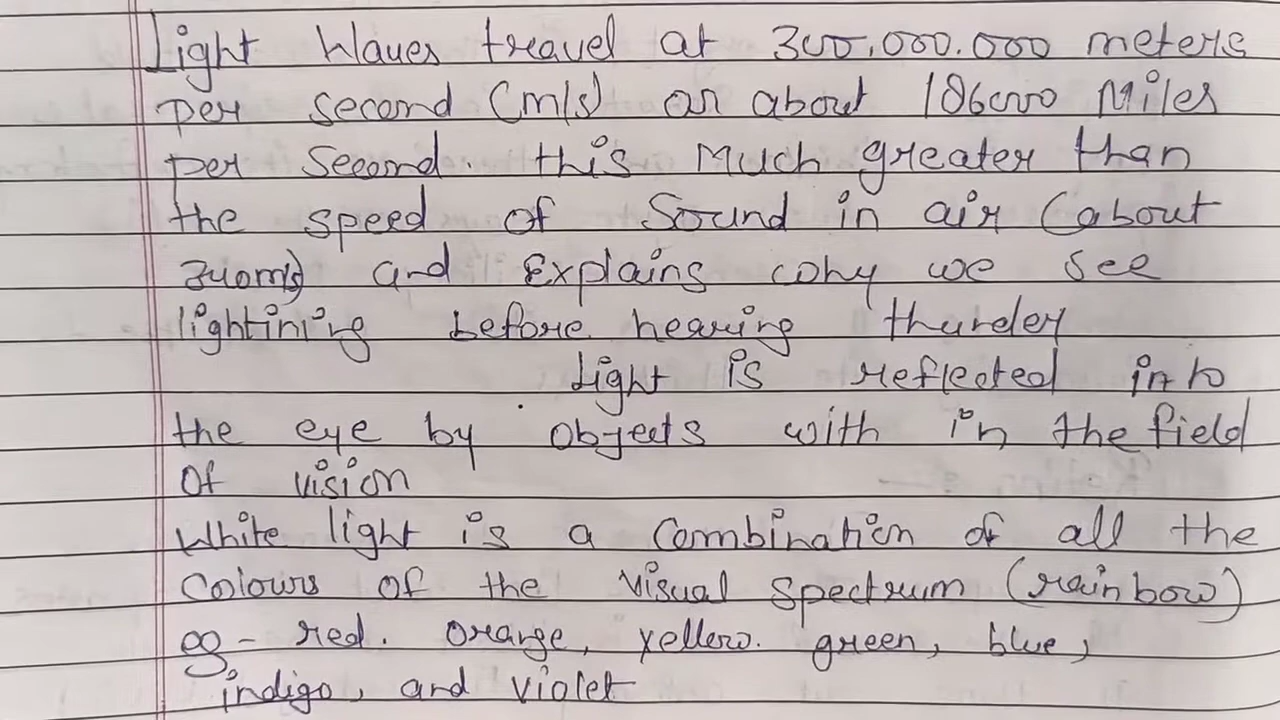 Light Waves travel at 300.000.000 meters
per second (m/s) or about 186000 Miles
per Second. this Much greater than
the speed of Sound in air (about
340m/s) and Explains why we see
lightining before hearing thunder
Light is reflected into
the eye by objects with in the field
Of vision
White light is a Combination of all the
Colours of the visual Spectrum (rainbow)
eg- red. orange, yellow. green, blue,
indigo, and violet